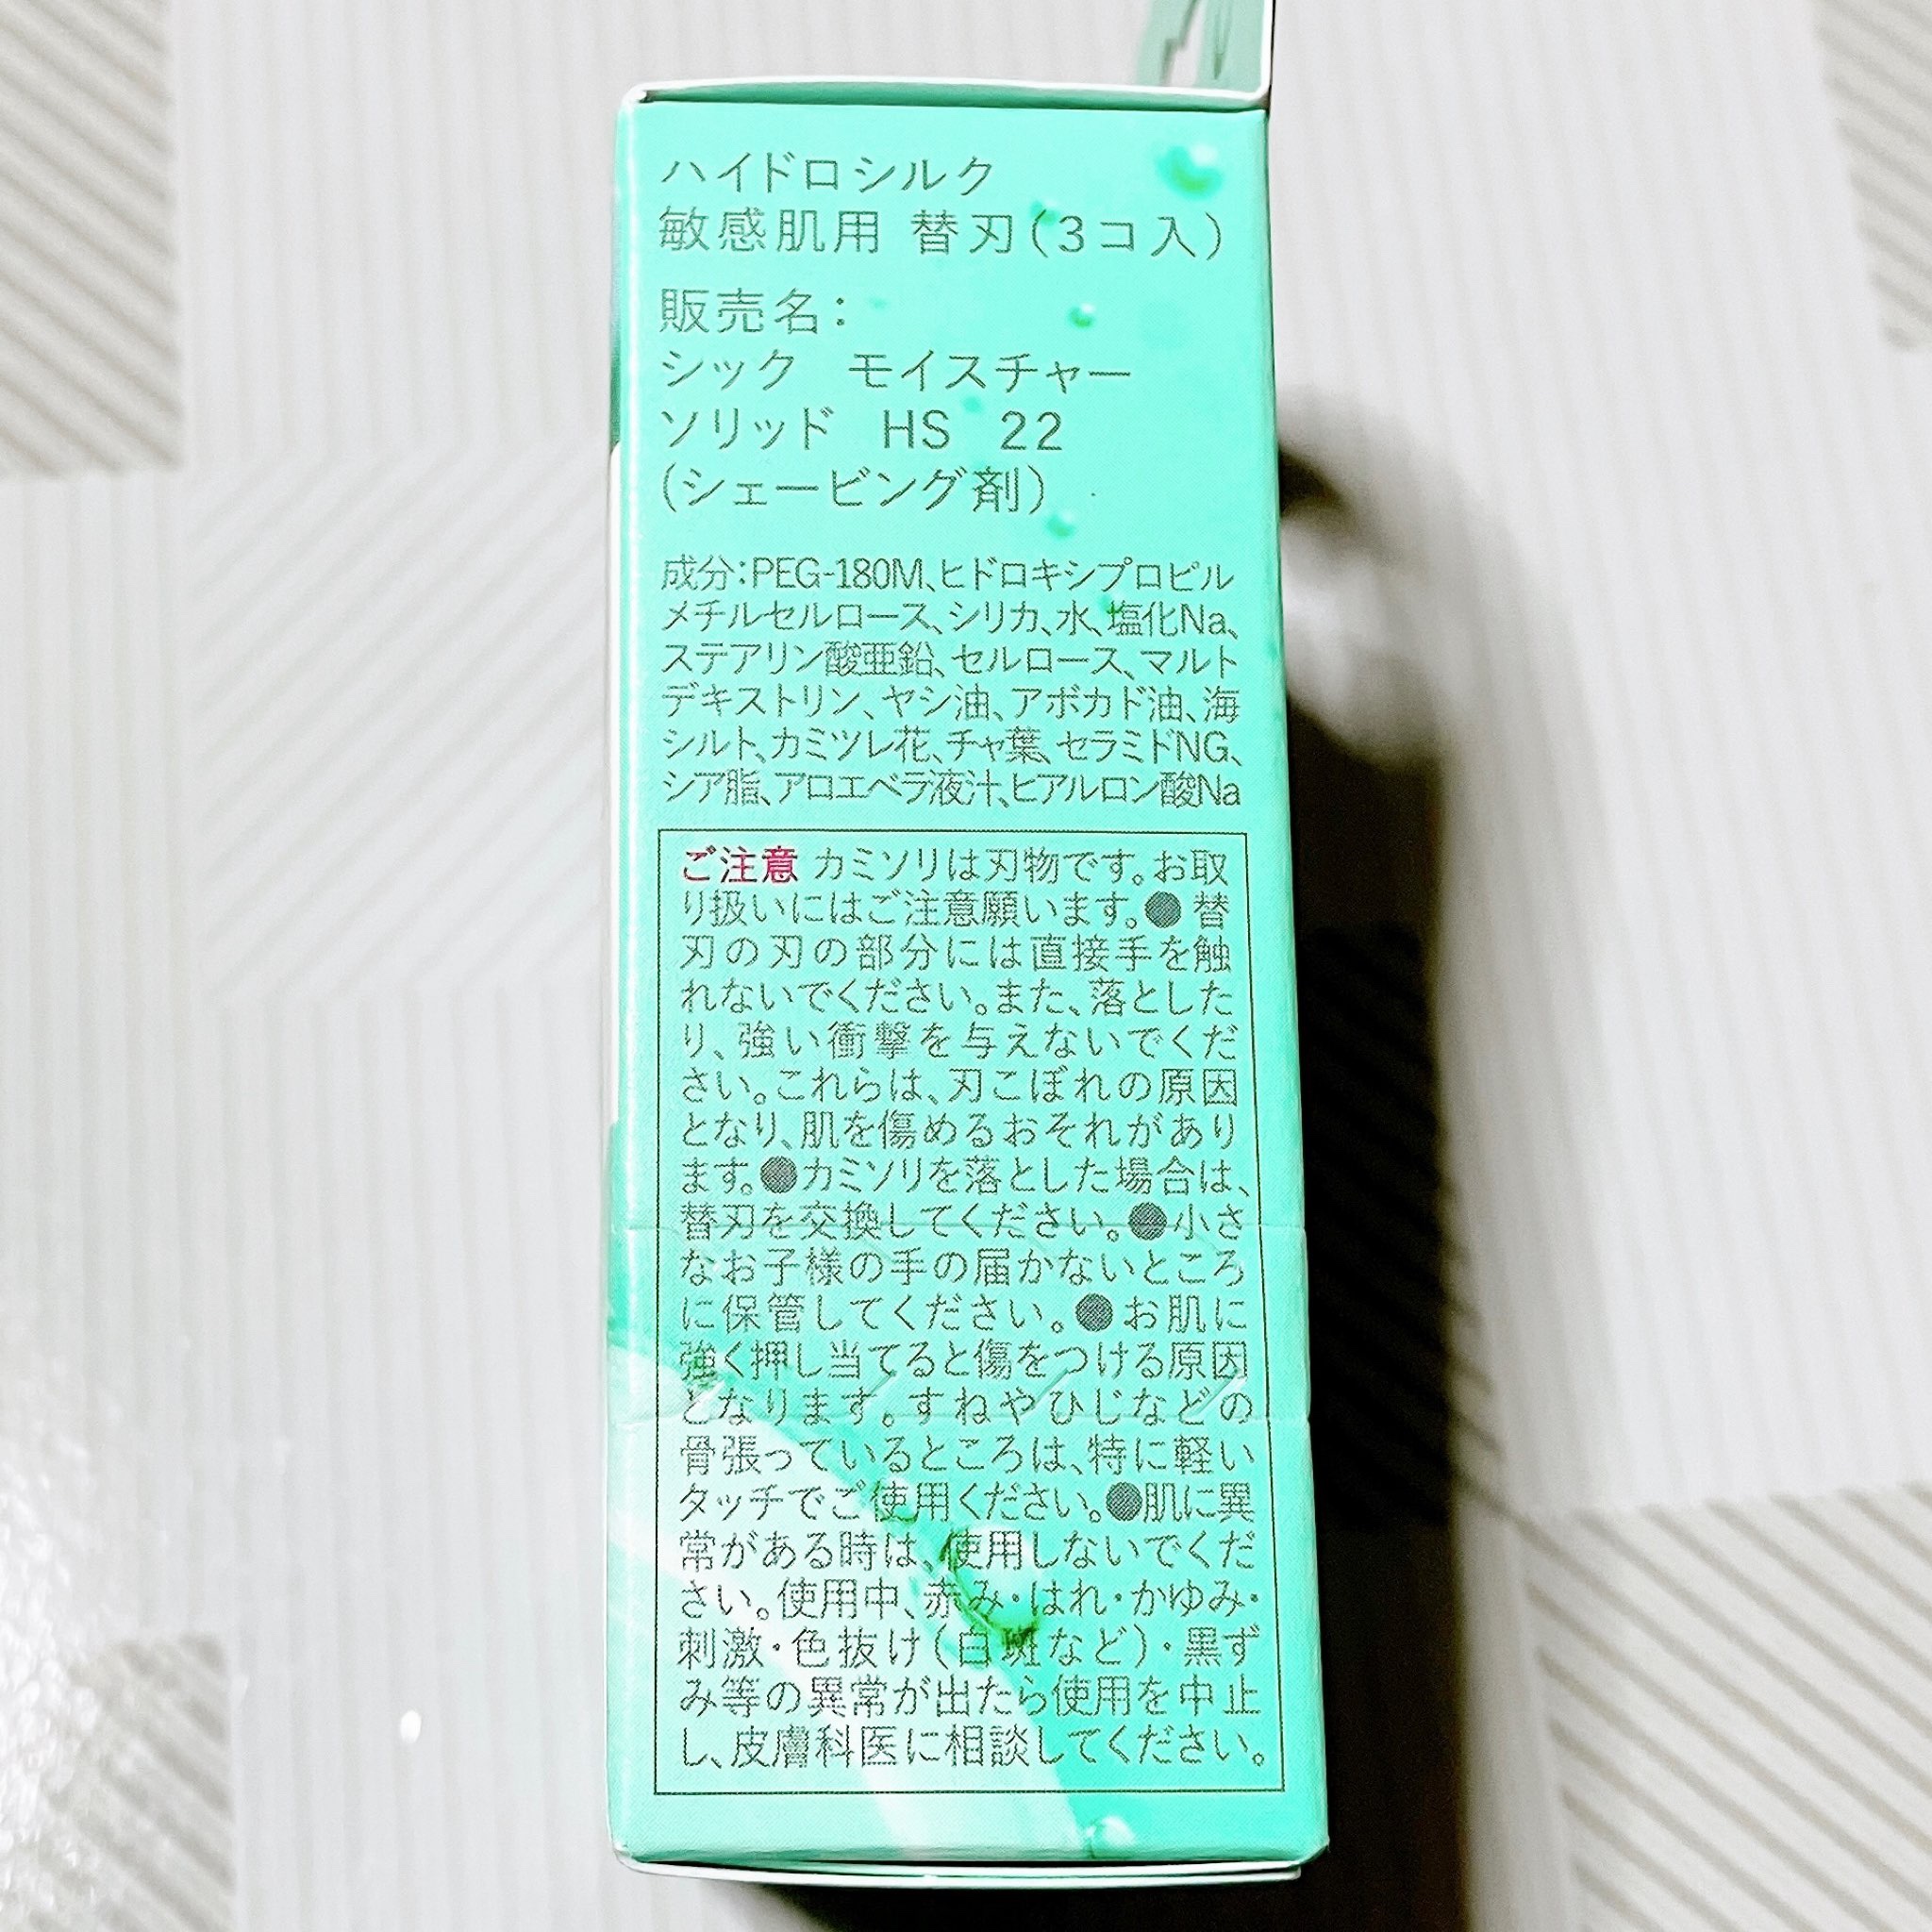 ハイドロシルク
敏感肌用 替刃(3コ入)
販売名:
シック モイスチャー
ソリッド HS 22
(シェービング剤)
成分:PEG-180M、ヒドロキシプロピル
メチルセルロース、シリカ、水、塩化Na、
ステアリン酸亜鉛、セルロース、マルト
デキストリン、ヤシ油、アボカド油、海
シルト、カミツレ花、チャ葉、セラミドNG、
シア脂、アロエベラ液汁、ヒアルロン酸Na
ご注意 カミソリは刃物です。お取
り扱いにはご注意願います。●替
刃の刃の部分には直接手を触
れないでください。また、落とした
り、強い衝撃を与えないでくだ
さい。これらは、刃こぼれの原因
となり、肌を傷めるおそれがあり
ます。●カミソリを落とした場合は、
替刃を交換してください。●小さ
なお子様の手の届かないところ
に保管してください。●お肌に
強く押し当てると傷をつける原因
となります。すねやひじなどの
骨張っているところは、特に軽い
タッチでご使用ください。●肌に異
常がある時は、使用しないでくだ
さい。使用中、赤み・はれ・かゆみ・
刺激・色抜け(白斑など)・黒ず
み等の異常が出たら使用を中止
し、皮膚科医に相談してください。